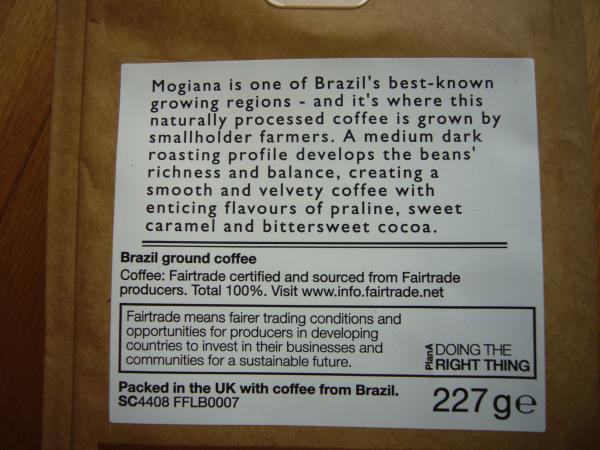 Mogiana is one of Brazil's best-known
growing regions - and it's where this
naturally processed coffee is grown by
smallholder farmers. A medium dark
roasting profile develops the beans'
richness and balance, creating a
smooth and velvety coffee with
enticing flavours of praline, sweet
caramel and bittersweet cocoa.
Brazil ground coffee
Coffee: Fairtrade certified and sourced from Fairtrade
producers. Total 100%. Visit www.info.fairtrade.net
Fairtrade means fairer trading conditions and
opportunities for producers in developing
countries to invest in their businesses and
communities for a sustainable future.
PlanA DOING THE
RIGHT THING
Packed in the UK with coffee from Brazil.
SC4408 FFLB0007
227g℮